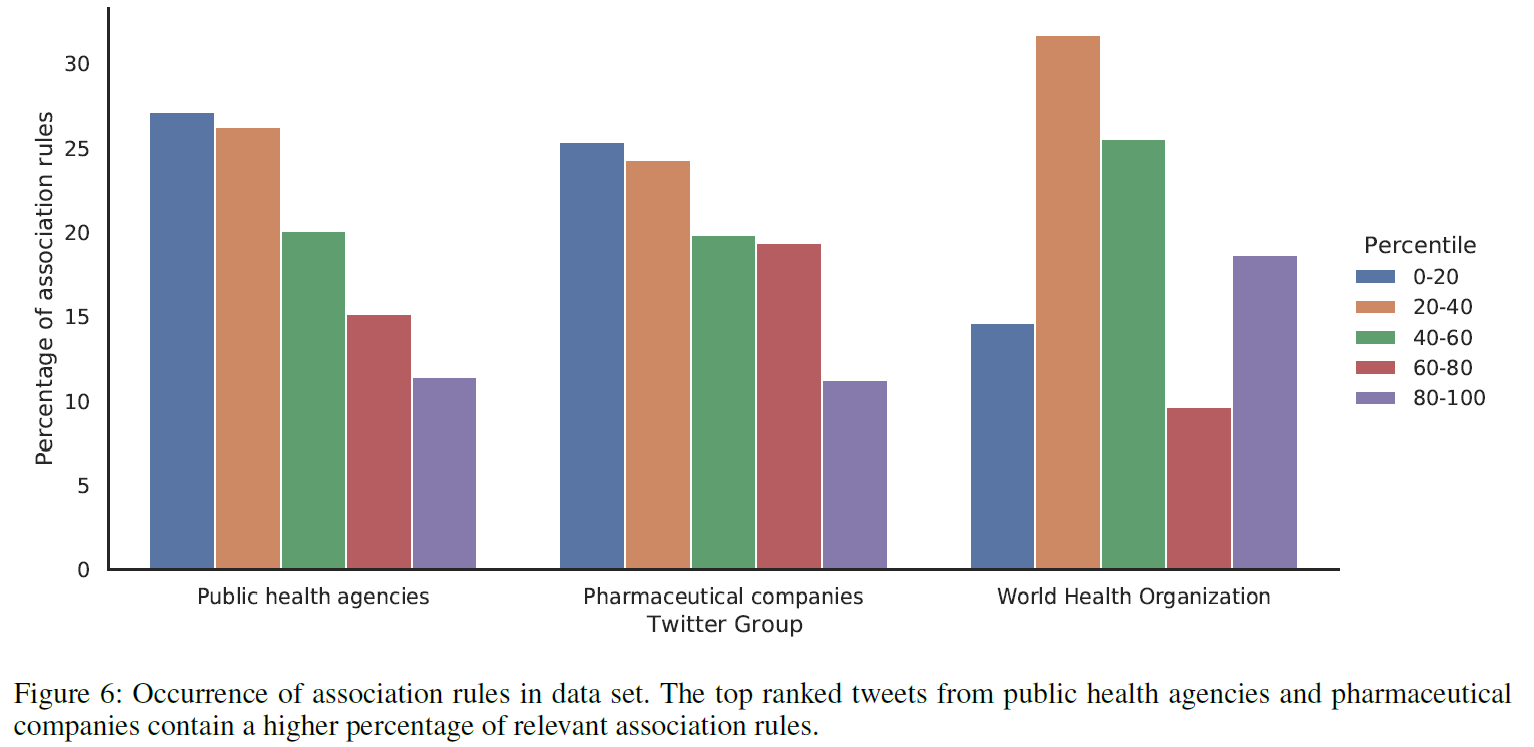 30
25
20
15
10
5
0
Percentage of association rules
Public health agencies
Pharmaceutical companies
World Health Organization
Twitter Group
Percentile
0-20
20-40
40-60
60-80
80-100
Figure 6: Occurrence of association rules in data set. The top ranked tweets from public health agencies and pharmaceutical
companies contain a higher percentage of relevant association rules.